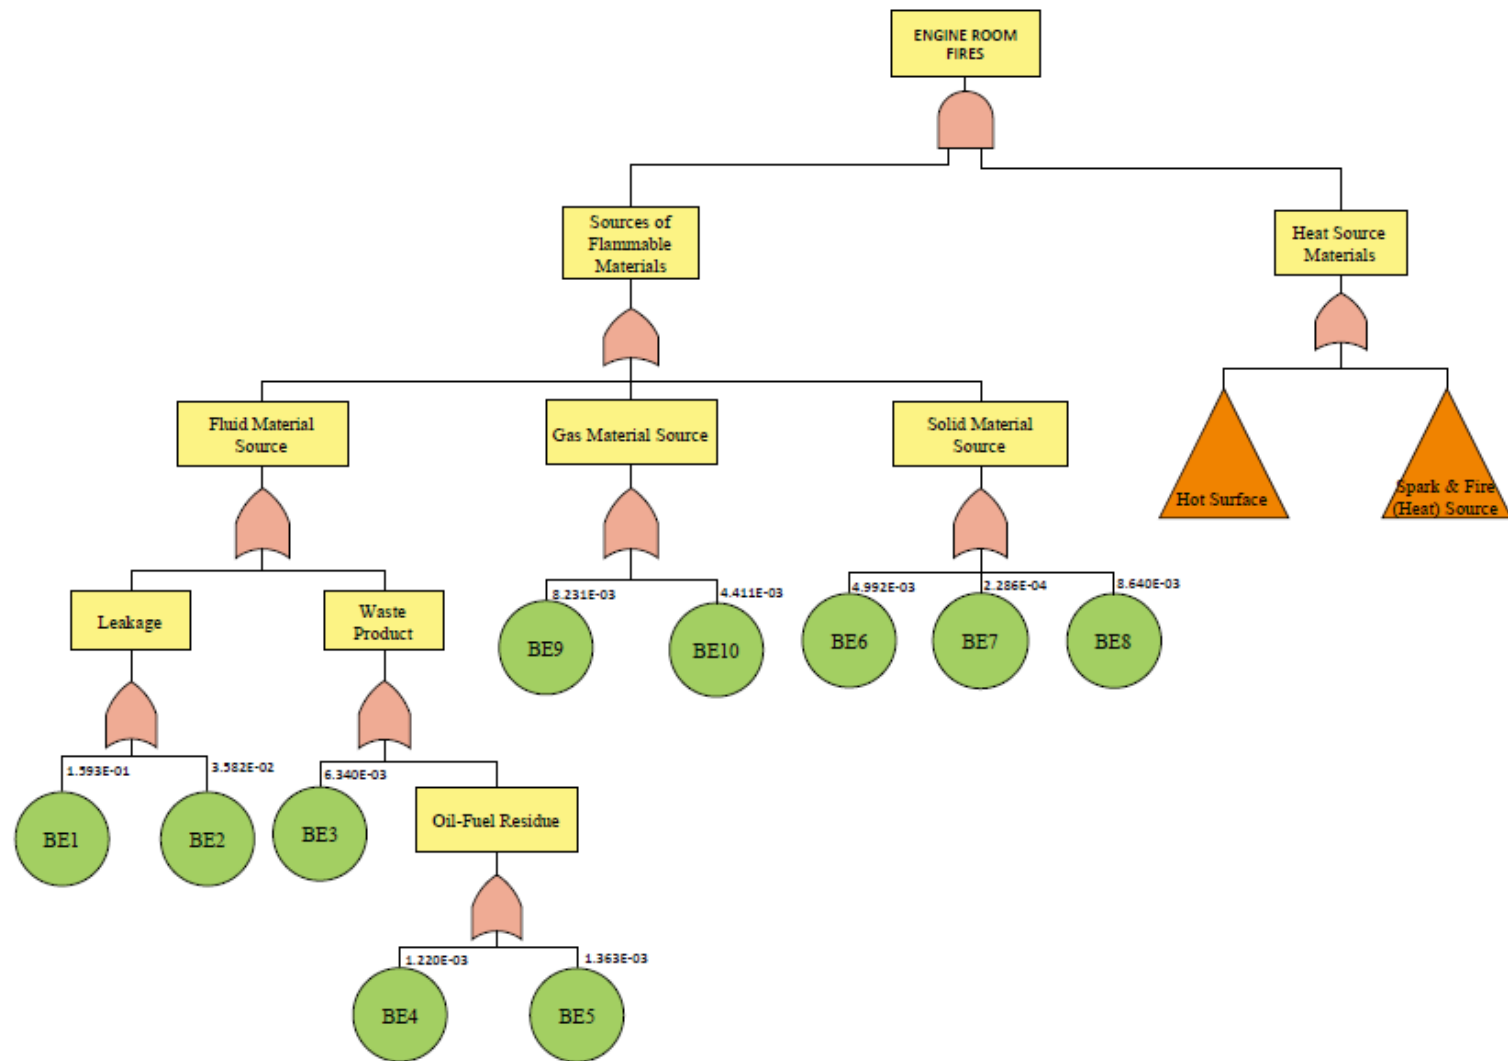 ENGINE ROOM
FIRES
Sources of
Flammable
Materials
Heat Source
Materials
Fluid Material
Source
Gas Material Source
Solid Material
Source
Hot Surface
Spark & Fire
(Heat) Source
Leakage
Waste
Product
8.231E-03
4.411E-03
4.992E-03
2.286E-04
8.640E-03
BE9
BE10
BE6
BE7
BE8
1.593E-01
3.582E-02
6.340E-03
BE1
BE2
BE3
Oil-Fuel Residue
1.220E-03
1.363E-03
BE4
BE5